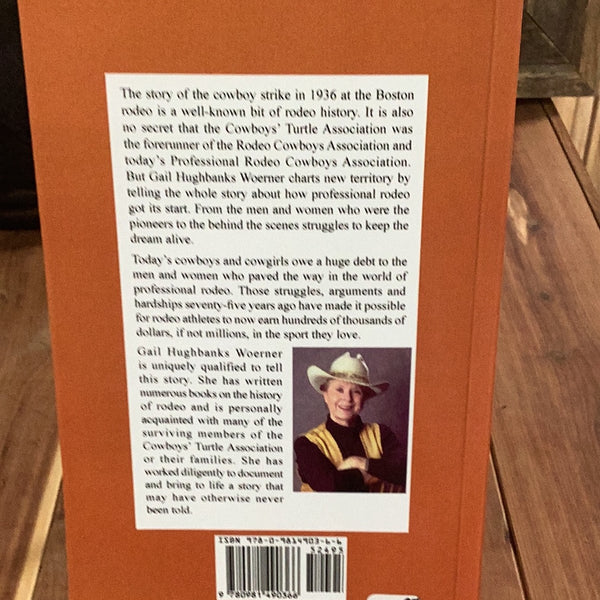 The story of the cowboy strike in 1936 at the Boston
rodeo is a well-known bit of rodeo history. It is also
no secret that the Cowboys' Turtle Association was
the forerunner of the Rodeo Cowboys Association and
today's Professional Rodeo Cowboys Association.
But Gail Hughbanks Woerner charts new territory by
telling the whole story about how professional rodeo
got its start. From the men and women who were the
pioneers to the behind the scenes struggles to keep the
dream alive.
Today's cowboys and cowgirls owe a huge debt to the
men and women who paved the way in the world of
professional rodeo. Those struggles, arguments and
hardships seventy-five years ago have made it possible
for rodeo athletes to now earn hundreds of thousands of
dollars, if not millions, in the sport they love.
Gail Hughbanks Woerner
is uniquely qualified to tell
this story. She has written
numerous books on the history
of rodeo and is personally
acquainted with many of the
surviving members of the
Cowboys' Turtle Association
or their families. She has
worked diligently to document
and bring to life a story that
may have otherwise never
been told.
ISBN 978-0-9814903-6-6
52495
9 780981 490366